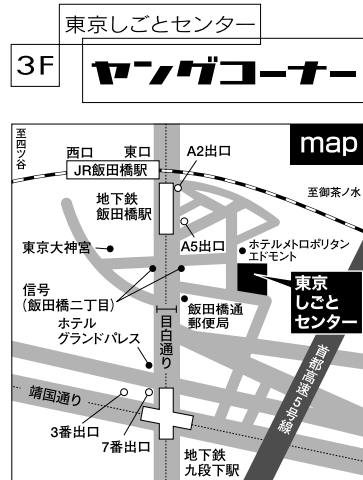 東京しごとセンター
3F
ヤングコーナー
map
至四ツ谷
西口
東口
A2出口
JR飯田橋駅
至御茶ノ水
地下鉄
飯田橋駅
A5出口
東京大神宮
ホテルメトロポリタン
エドモント
信号
(飯田橋二丁目)
東京
しごと
センター
飯田橋通
郵便局
目白通り
ホテル
グランドパレス
首都高速5号線
靖国通り
3番出口
7番出口
地下鉄
九段下駅